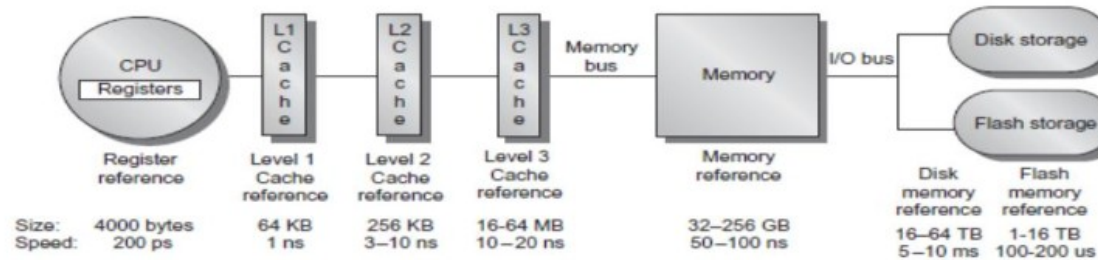 CPU
Registers
L1
C
a
c
h
e
L2
C
a
c
h
e
L3
C
a
c
h
e
Memory
bus
Memory
I/O bus
Disk storage
Flash storage
Register
reference
Level 1
Cache
reference
Level 2
Cache
reference
Level 3
Cache
reference
Memory
reference
Disk
memory
reference
Flash
memory
reference
Size: 4000 bytes 64 KB 256 KB 16-64 MB 32–256 GB 16–64 TB 1-16 TB
Speed: 200 ps 1 ns 3–10 ns 10–20 ns 50–100 ns 5–10 ms 100-200 us